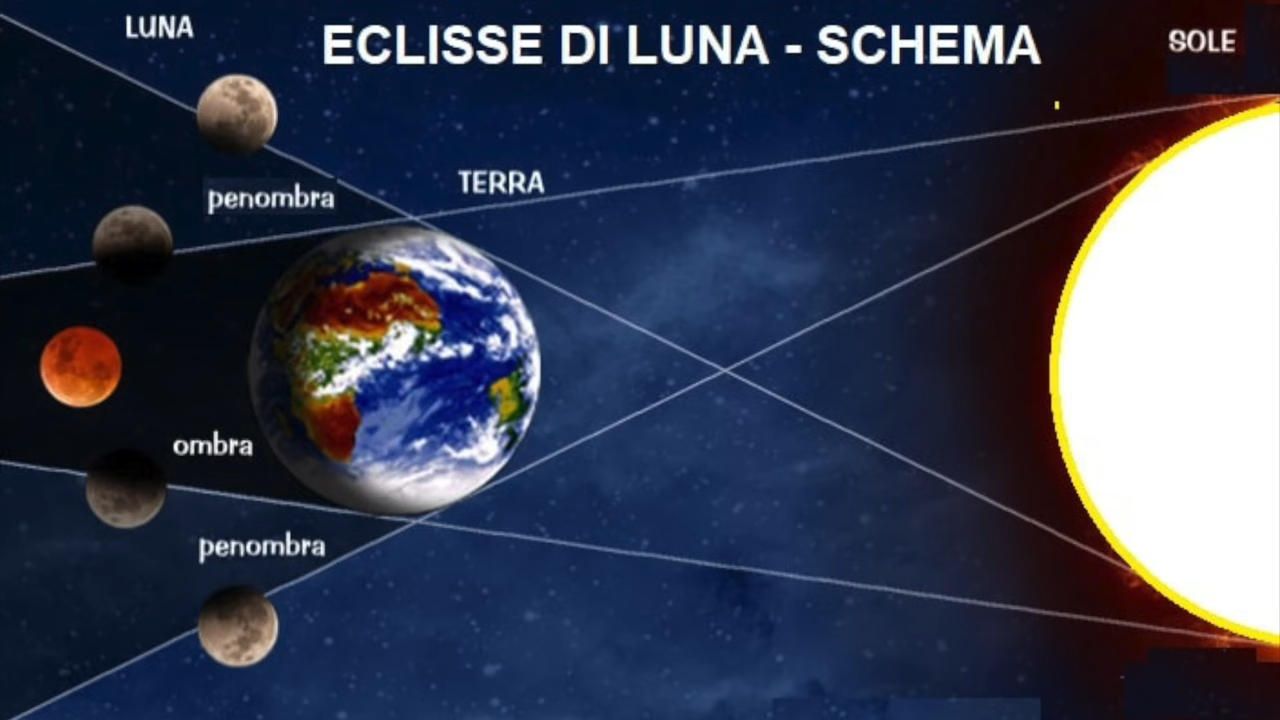 LUNA
ECLISSE DI LUNA - SCHEMA
SOLE
TERRA
penombra
ombra
penombra